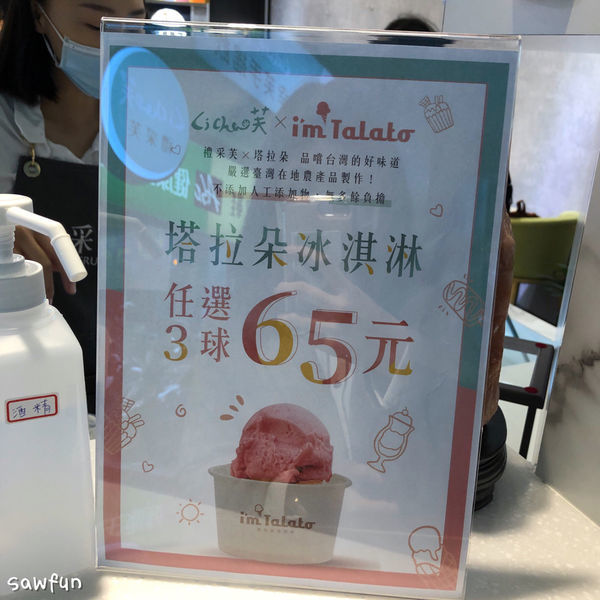 Lichee芙×i'm Talato
禮采芙×塔拉朵 品嚐台灣的好味道
嚴選臺灣在地農產品製作！
不添加人工添加物，無多餘負擔
塔拉朵冰淇淋
任選
3球
65元
i'm Talato
酒精
采
sawfun